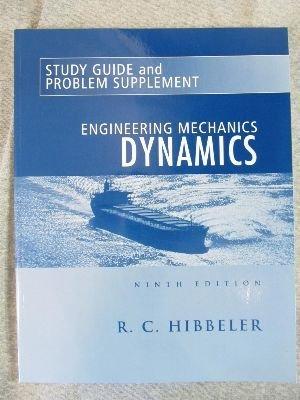 STUDY GUIDE and
PROBLEM SUPPLEMENT
ENGINEERING MECHANICS
DYNAMICS
NINTH EDITION
R. C. HIBBELER